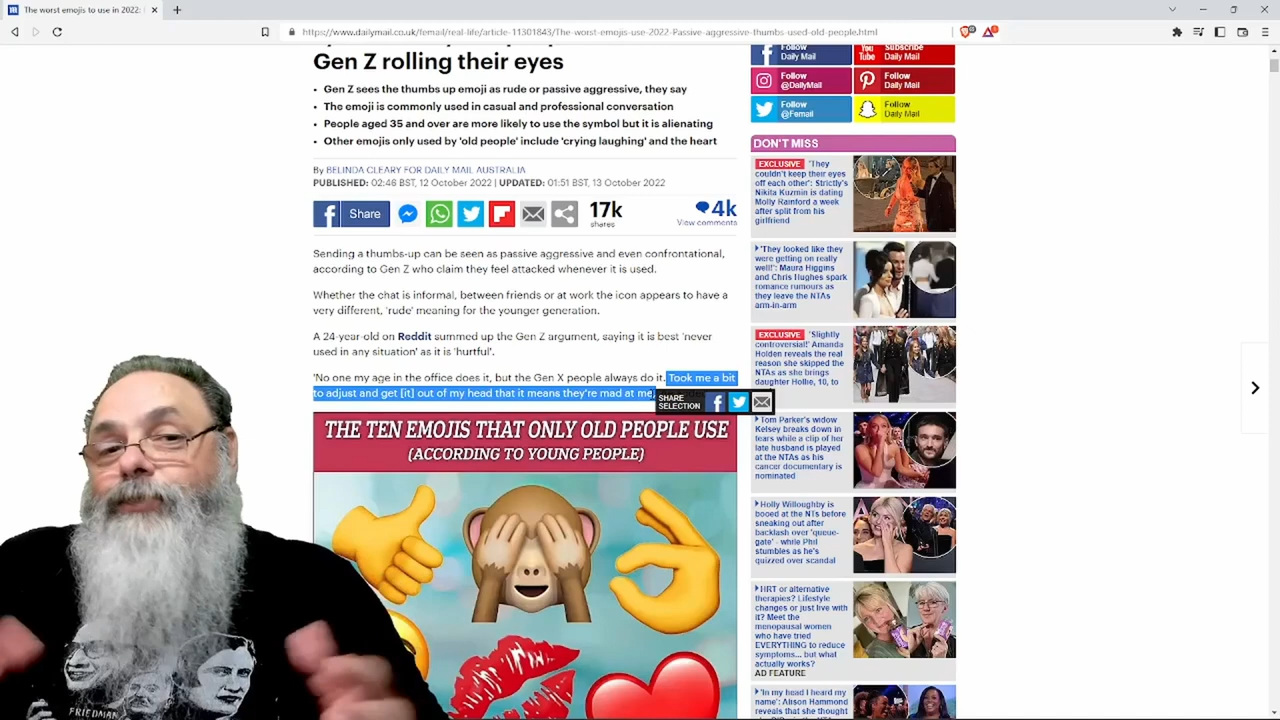 The worst emojis to use in 2022:
https://www.dailymail.co.uk/femail/real-life/article-11301843/The-worst-emojis-use-2022-Passive-aggressive-thumbs-used-old-people.html
Gen Z rolling their eyes
Gen Z sees the thumbs up emoji as rude or passive aggressive, they say
The emoji is commonly used in casual and professional conversation
People aged 35 and over are more likely to use the symbol but it is alienating
Other emojis only used by 'old people' include 'crying laughing' and the heart
By BELINDA CLEARY FOR DAILY MAIL AUSTRALIA
PUBLISHED: 02:46 BST, 12 October 2022 | UPDATED: 01:51 BST, 13 October 2022
Share
17k
shares
4k
View comments
Sending a thumbs-up can be seen as passive aggressive and even confrontational,
according to Gen Z who claim they feel attacked whenever it is used.
Whether the chat is informal, between friends or at work the icon appears to have a
very different, 'rude' meaning for the younger generation.
A 24-year-old on Reddit summed up the Gen Z argument, saying it is best 'never
used in any situation' as it is 'hurtful'.
'No one my age in the office does it, but the Gen X people always do it. Took me a bit
to adjust and get [it] out of my head that it means they're mad at me
SHARE
SELECTION
THE TEN EMOJIS THAT ONLY OLD PEOPLE USE
(ACCORDING TO YOUNG PEOPLE)
FRIEDMAN
Follow
Daily Mail
You
Tube
Subscribe
Daily Mail
Follow
@DailyMail
Follow
Daily Mail
Follow
@Femail
Follow
Daily Mail
DON'T MISS
EXCLUSIVE 'They
couldn't keep their eyes
off each other': Strictly's
Nikita Kuzmin is dating
Molly Rainford a week
after split from his
girlfriend
'They looked like they
were getting on really
well!': Maura Higgins
and Chris Hughes spark
romance rumours as
they leave the NTAs
arm-in-arm
EXCLUSIVE 'Slightly
controversial!' Amanda
Holden reveals the real
reason she skipped the
NTAs as she brings
daughter Hollie, 10, to
Tom Parker's widow
Kelsey breaks down in
tears while a clip of her
late husband is played
at the NTAs as his
cancer documentary is
nominated
Holly Willoughby is
booed at the NTs before
sneaking out after
backlash over 'queue-
gate' - while Phil
stumbles as he's
quizzed over scandal
HRT or alternative
therapies? Lifestyle
changes or just live with
it? Meet the
menopausal women
who have tried
EVERYTHING to reduce
symptoms... but what
actually works?
AD FEATURE
'In my head I heard my
name': Alison Hammond
reveals that she thought